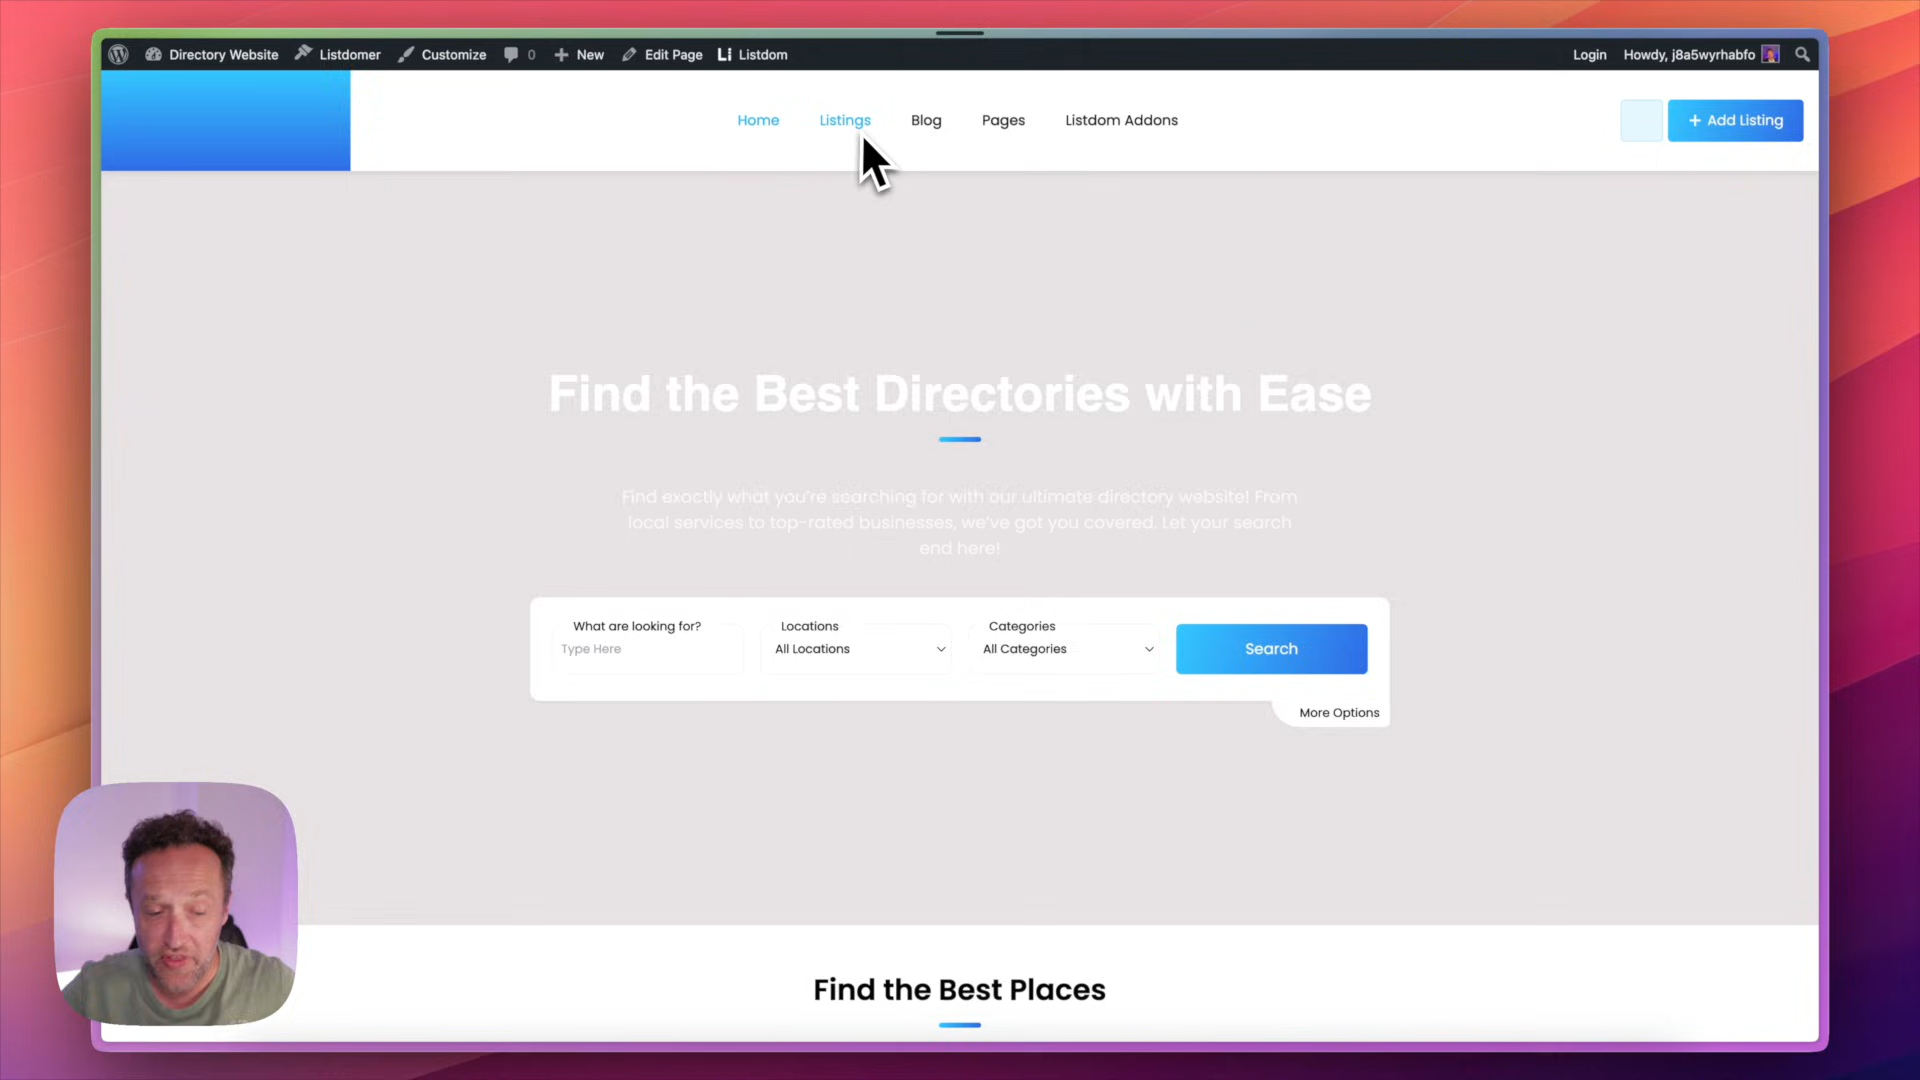 Directory Website Listdomer Customize 0 New Edit Page Li Listdom Login Howdy, j8a5wyrhabfo
Home Listings Blog Pages Listdom Addons + Add Listing
Find the Best Directories with Ease
Find exactly what you're searching for with our ultimate directory website! From
local services to top-rated businesses, we've got you covered. Let your search
end here!
What are looking for? Locations Categories
Type Here All Locations All Categories Search
More Options
Find the Best Places